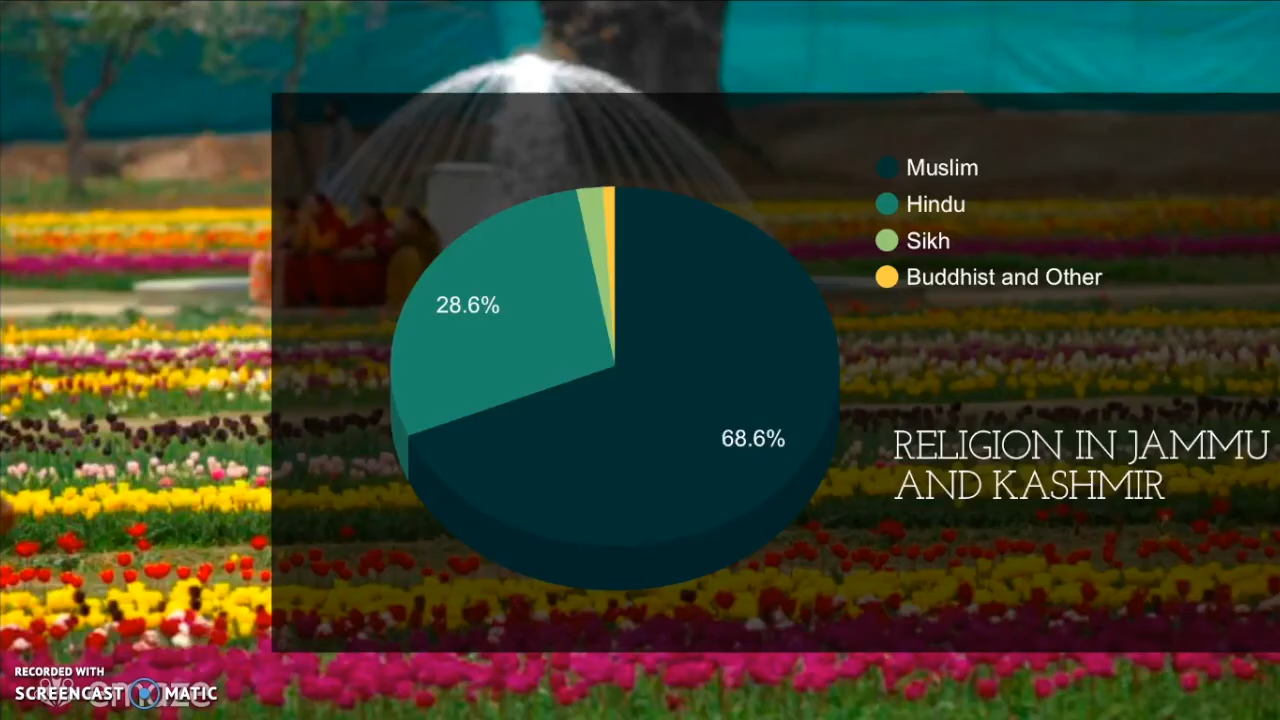 Muslim
Hindu
Sikh
Buddhist and Other
28.6%
68.6%
RELIGION IN JAMMU
AND KASHMIR
RECORDED WITH
SCREENCAST MATIC
emaze